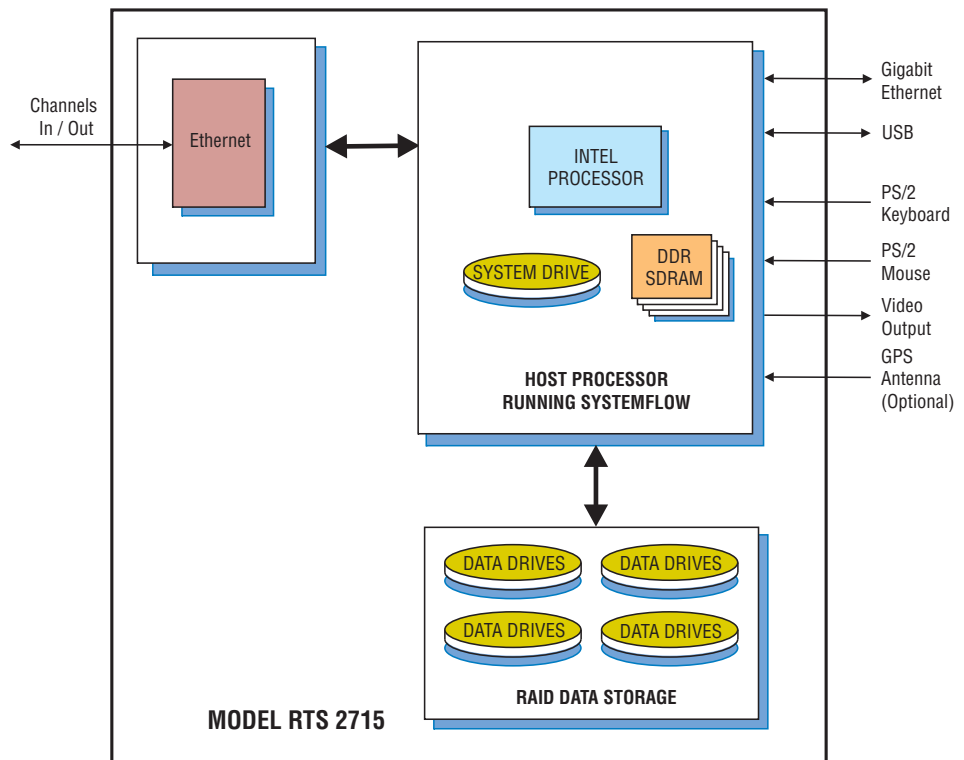 Channels
In / Out
Ethernet
INTEL
PROCESSOR
SYSTEM DRIVE
DDR
SDRAM
HOST PROCESSOR
RUNNING SYSTEMFLOW
Gigabit
Ethernet
USB
PS/2
Keyboard
PS/2
Mouse
Video
Output
GPS
Antenna
(Optional)
DATA DRIVES
DATA DRIVES
DATA DRIVES
DATA DRIVES
RAID DATA STORAGE
MODEL RTS 2715